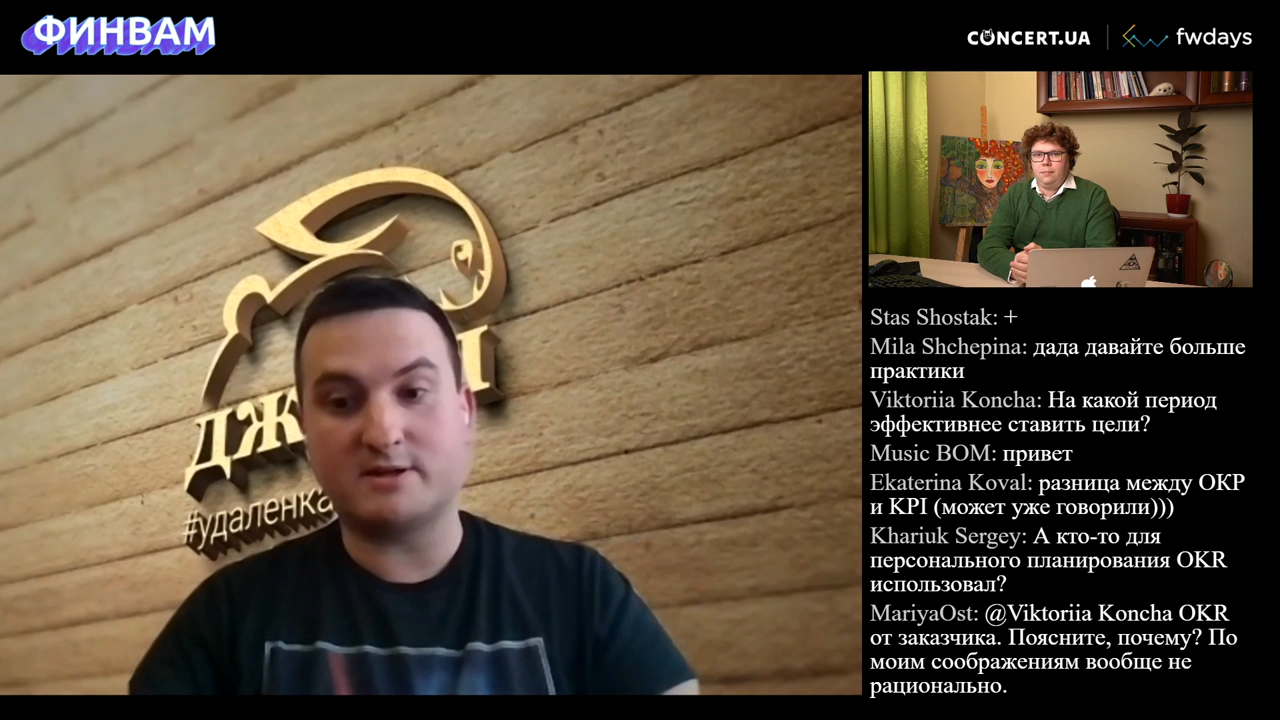 ФИНВАМ
CONCERT.UA
fwdays
#удаленка
Stas Shostak: +
Mila Shchepina: дада давайте больше
практики
Viktoriia Koncha: На какой период
эффективнее ставить цели?
Music BOM: привет
Ekaterina Koval: разница между ОКР
и KPI (может уже говорили)))
Khariuk Sergey: А кто-то для
персонального планирования OKR
использовал?
MariyaOst: @Viktoriia Koncha OKR
от заказчика. Поясните, почему? По
моим соображениям вообще не
рационально.